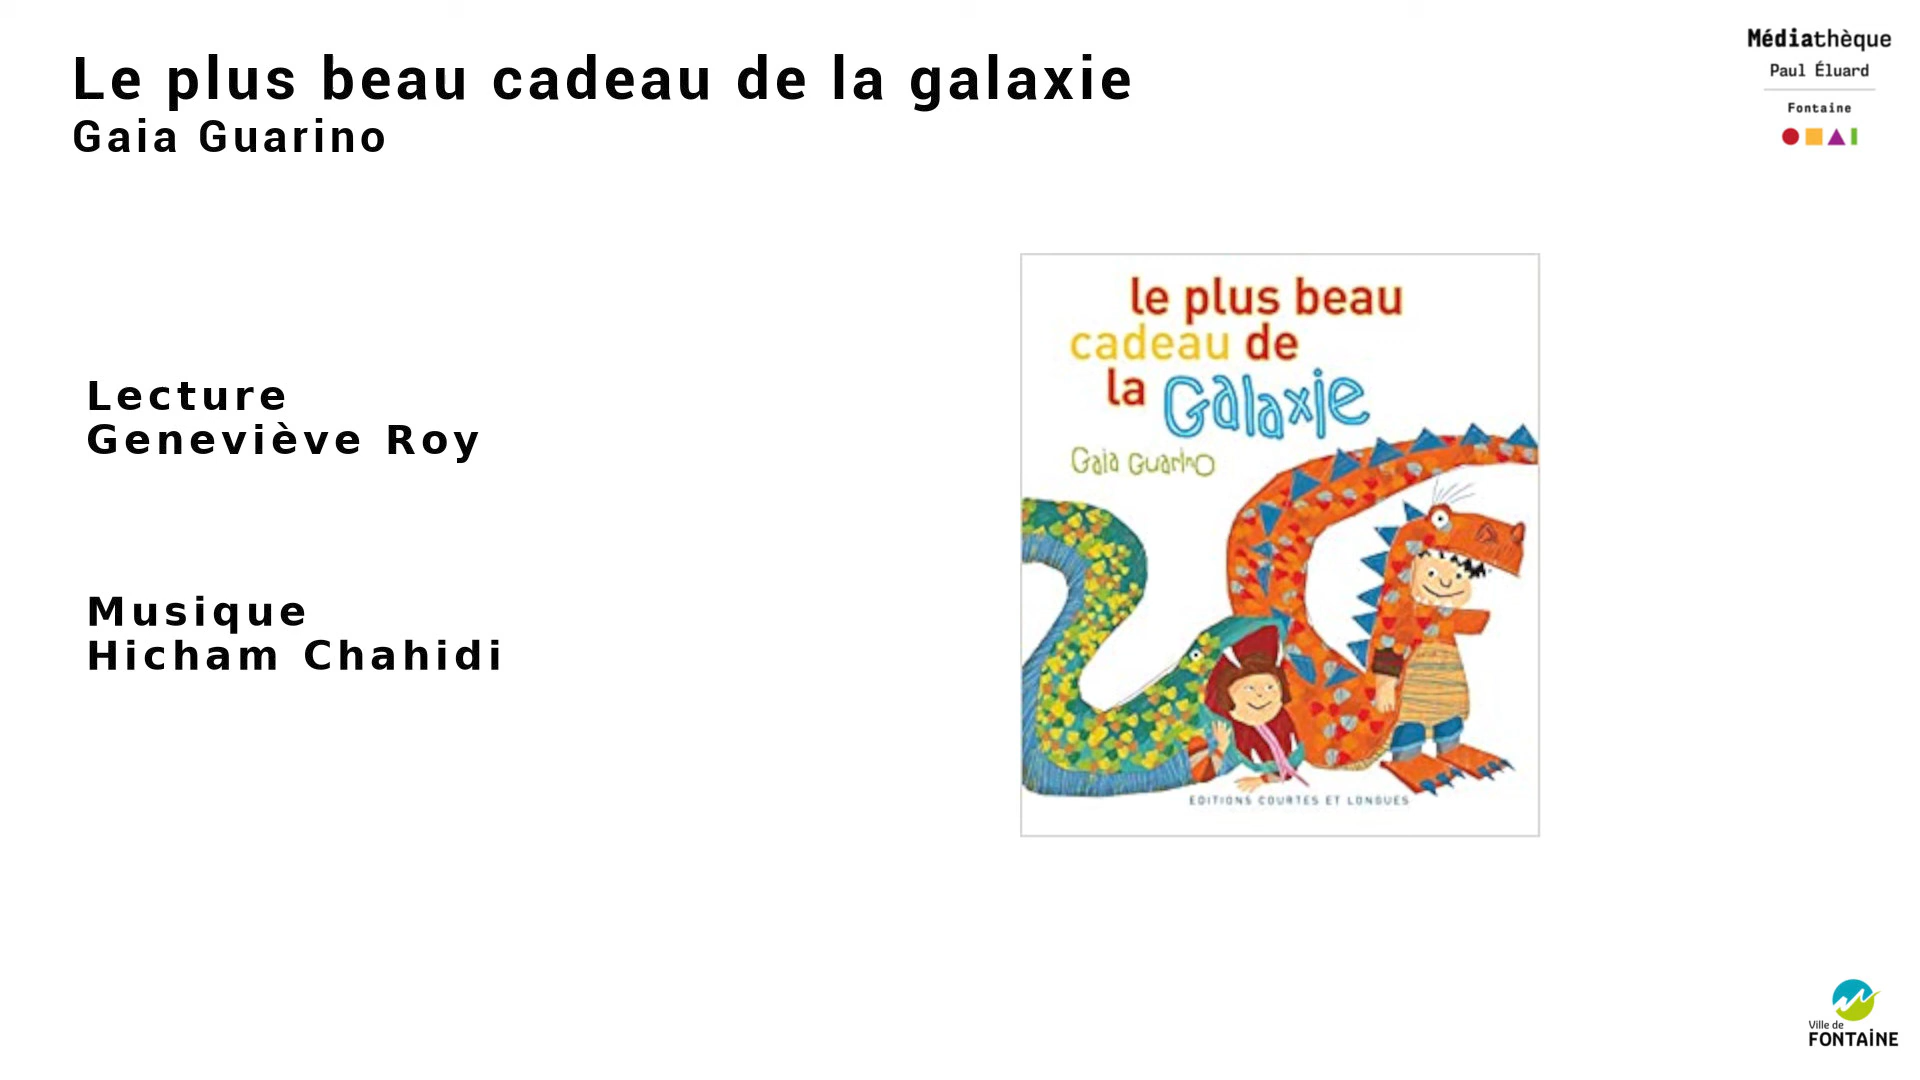 Le plus beau cadeau de la galaxie
Gaia Guarino
Médiathèque
Paul Éluard
Fontaine
Lecture
Geneviève Roy
Musique
Hicham Chahidi
le plus beau
cadeau de
la Galaxie
Gaia Guarino
EDITIONS COURTES ET LONGUES
Ville de
FONTAINE